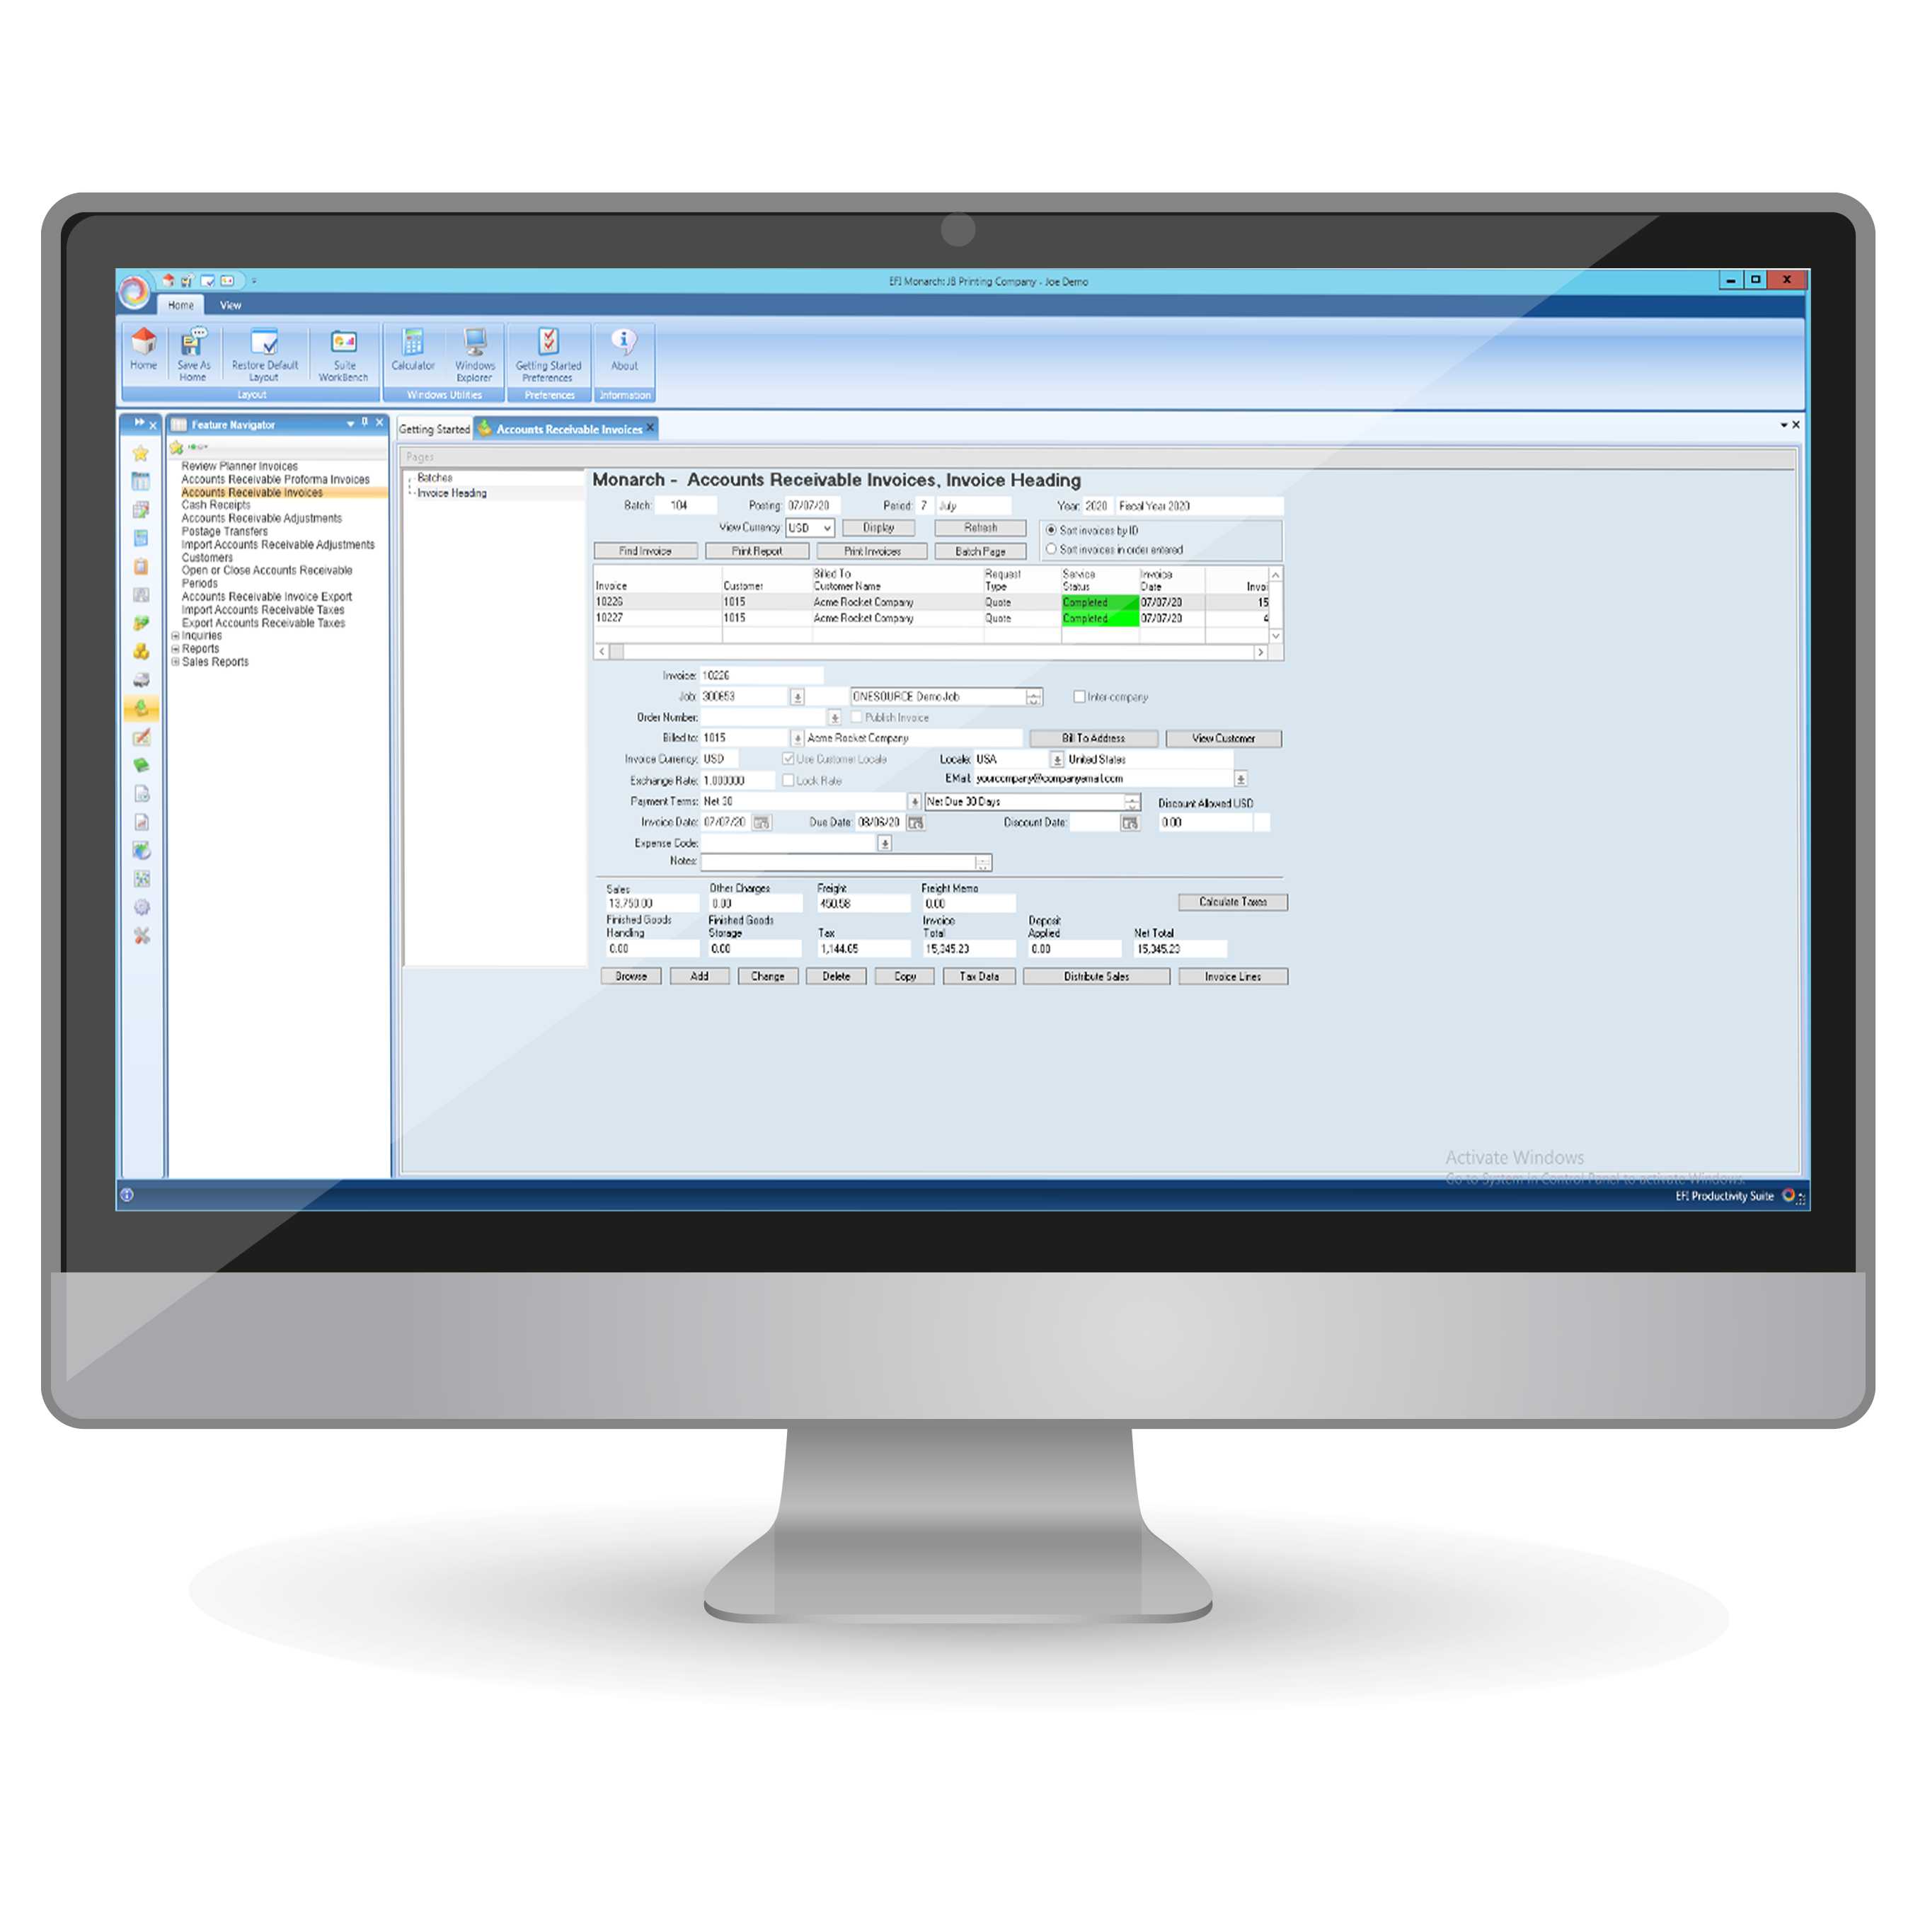 EFI Monarch: JB Printing Company - Joe Demo
Home View
Home
Save As Home
Restore Default Layout
Suite WorkBench
Calculator
Windows Explorer
Getting Started Preferences
About
Layout
Windows Utilities
Preferences
Information
Feature Navigator
Review Planner Invoices
Accounts Receivable Proforma Invoices
Accounts Receivable Invoices
Cash Receipts
Accounts Receivable Adjustments
Postage Transfers
Import Accounts Receivable Adjustments
Customers
Open or Close Accounts Receivable
Periods
Accounts Receivable Invoice Export
Import Accounts Receivable Taxes
Export Accounts Receivable Taxes
Inquiries
Reports
Sales Reports
Getting Started Accounts Receivable Invoices
Pages
Batches
Invoice Heading
Monarch - Accounts Receivable Invoices, Invoice Heading
Batch: 104 Posting: 07/07/20 Period: 7 July Year: 2020 Fiscal Year 2020
View Currency: USD Display Refresh Sort invoices by ID
Find Invoice Print Report Print Invoices Batch Page Sort invoices in order entered
Billed To Request Service Invoice
Invoice Customer Customer Name Type Status Date Invoi
10226 1015 Acme Rocket Company Quote Completed 07/07/20 15
10227 1015 Acme Rocket Company Quote Completed 07/07/20 4
Invoice: 10226
Job: 300653 ONESOURCE Demo Job Inter-company
Order Number: Publish Invoice
Billed to: 1015 Acme Rocket Company Bill To Address View Customer
Invoice Currency: USD Use Customer Locale Locale: USA United States
Exchange Rate: 1.000000 Lock Rate EMail: yourcompany@companyemail.com
Payment Terms: Net 30 Net Due 30 Days Discount Allowed USD
Invoice Date: 07/07/20 Due Date: 08/06/20 Discount Date: 0.00
Expense Code:
Notes:
Sales Other Charges Freight Freight Memo
13,750.00 0.00 450.58 0.00 Calculate Taxes
Finished Goods Finished Goods Invoice Deposit
Handling Storage Tax Total Applied Net Total
0.00 0.00 1,144.65 15,345.23 0.00 15,345.23
Browse Add Change Delete Copy Tax Data Distribute Sales Invoice Lines
Activate Windows
Go to System in Control Panel to activate Windows.
EFI Productivity Suite